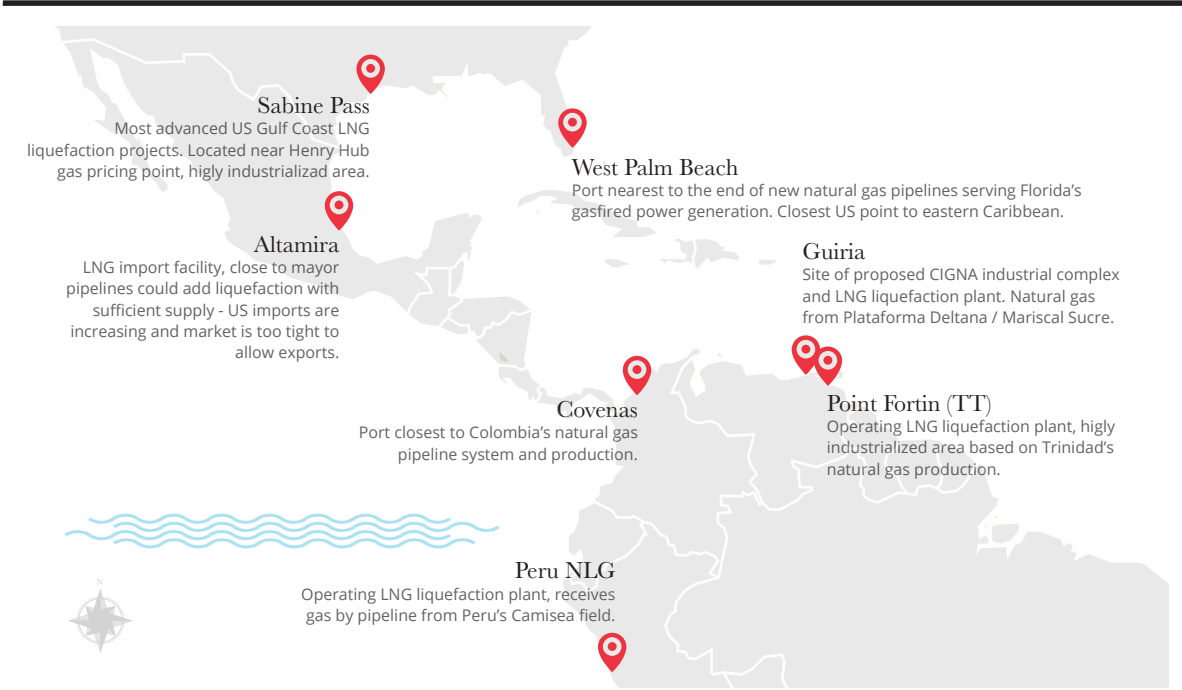 Sabine Pass
Most advanced US Gulf Coast LNG
liquefaction projects. Located near Henry Hub
gas pricing point, higly industrializad area.
West Palm Beach
Port nearest to the end of new natural gas pipelines serving Florida’s
gasfired power generation. Closest US point to eastern Caribbean.
Altamira
LNG import facility, close to mayor
pipelines could add liquefaction with
sufficient supply - US imports are
increasing and market is too tight to
allow exports.
Guiria
Site of proposed CIGNA industrial complex
and LNG liquefaction plant. Natural gas
from Plataforma Deltana / Mariscal Sucre.
Covenas
Port closest to Colombia’s natural gas
pipeline system and production.
Point Fortin (TT)
Operating LNG liquefaction plant, higly
industrialized area based on Trinidad’s
natural gas production.
Peru NLG
Operating LNG liquefaction plant, receives
gas by pipeline from Peru’s Camisea field.
N